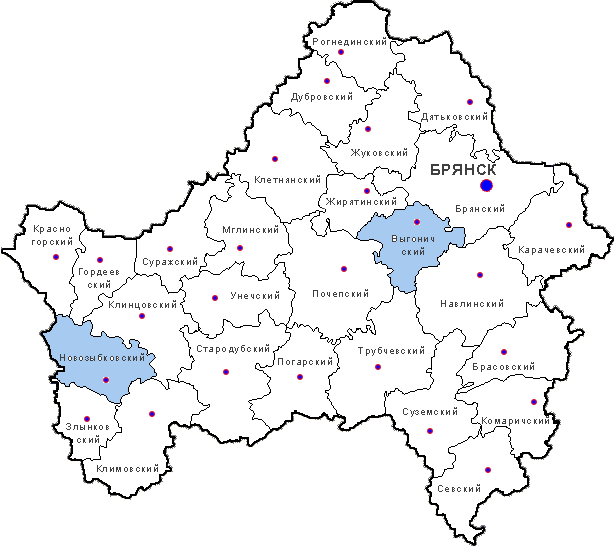 Рогнединский
Дубровский
Дятьковский
Жуковский
БРЯНСК
Клетнянский
Жирятинский
Брянский
Красно
горский
Мглинский
Выгонич
ский
Карачевский
Суражский
Гордеев
ский
Клинцовский
Унечский
Почепский
Навлинский
Новозыбковский
Стародубский
Погарский
Трубчевский
Брасовский
Злынков
ский
Суземский
Комаричский
Климовский
Севский